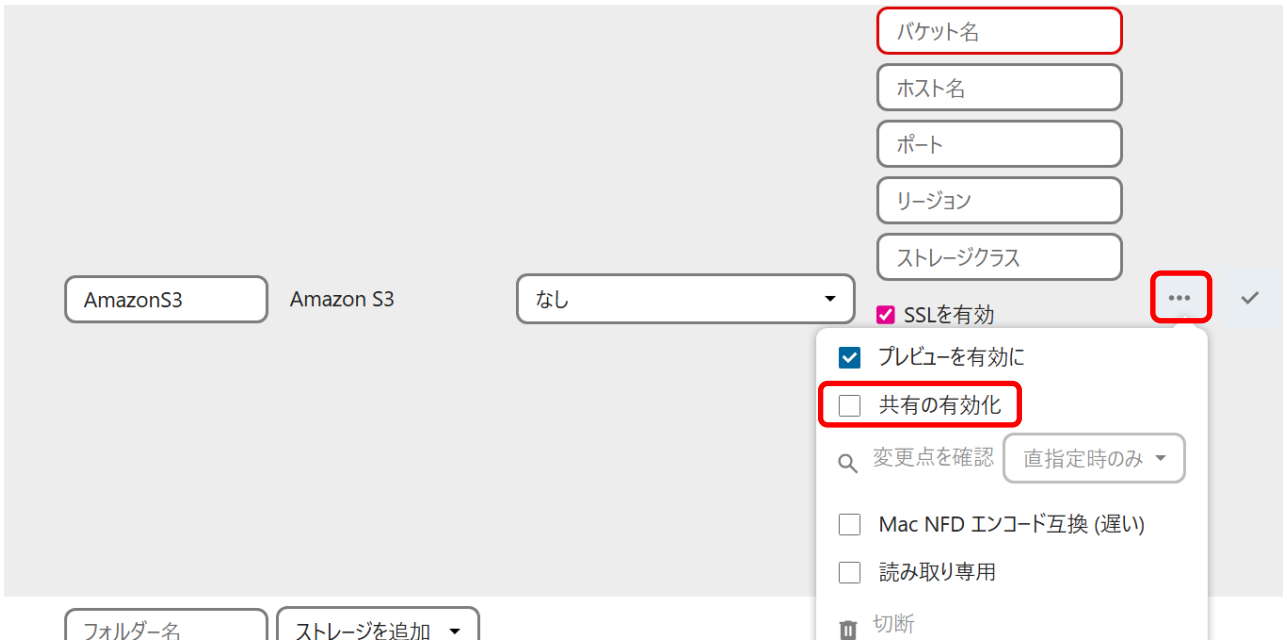 バケット名
ホスト名
ポート
リージョン
ストレージクラス
AmazonS3
Amazon S3
なし
SSLを有効
プレビューを有効に
共有の有効化
変更点を確認
直指定時のみ
Mac NFD エンコード互換 (遅い)
読み取り専用
切断
フォルダー名
ストレージを追加